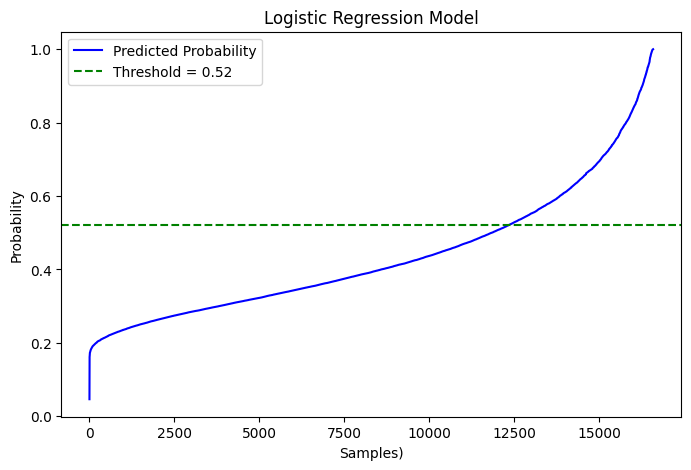 Logistic Regression Model
Predicted Probability
Threshold = 0.52
1.0
0.8
0.6
0.4
0.2
0.0
Probability
0 2500 5000 7500 10000 12500 15000
Samples)